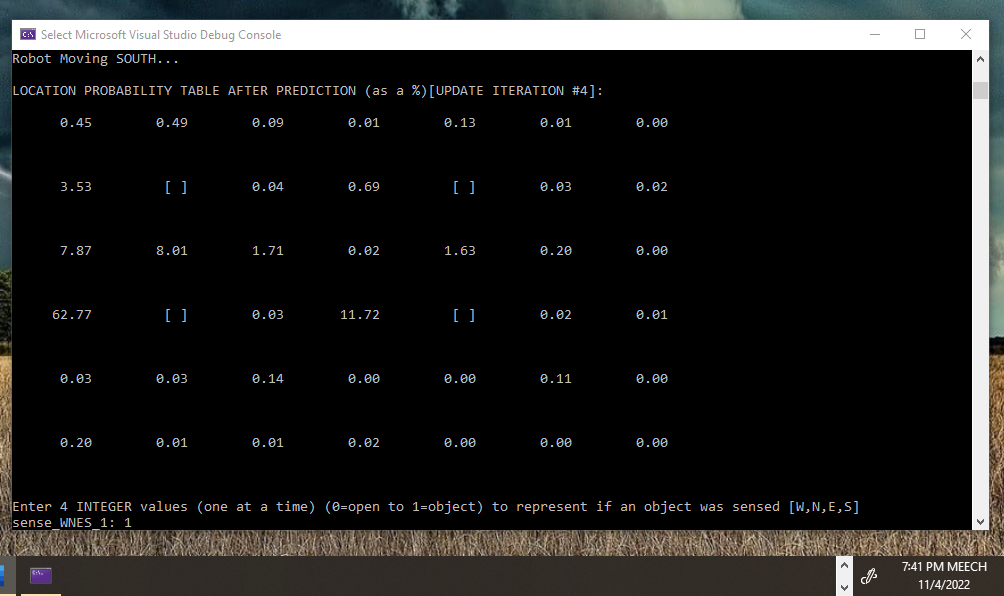 Select Microsoft Visual Studio Debug Console
Robot Moving SOUTH...
LOCATION PROBABILITY TABLE AFTER PREDICTION (as a %)[UPDATE ITERATION #4]:
0.45 0.49 0.09 0.01 0.13 0.01 0.00
3.53 [ ] 0.04 0.69 [ ] 0.03 0.02
7.87 8.01 1.71 0.02 1.63 0.20 0.00
62.77 [ ] 0.03 11.72 [ ] 0.02 0.01
0.03 0.03 0.14 0.00 0.00 0.11 0.00
0.20 0.01 0.01 0.02 0.00 0.00 0.00
Enter 4 INTEGER values (one at a time) (0=open to 1=object) to represent if an object was sensed [W,N,E,S]
sense_WNES_1: 1
7:41 PM MEECH
11/4/2022